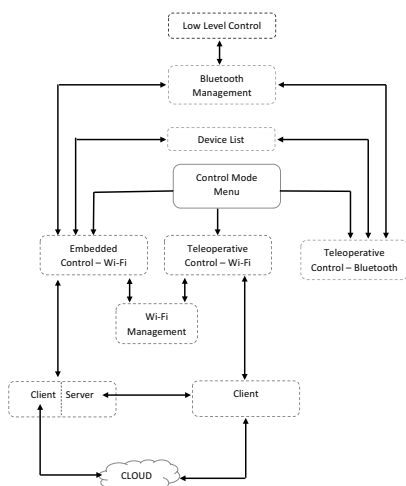 Low Level Control
Bluetooth
Management
Device List
Control Mode
Menu
Embedded
Control – Wi-Fi
Teleoperative
Control – Wi-Fi
Teleoperative
Control – Bluetooth
Wi-Fi
Management
Client Server
Client
CLOUD